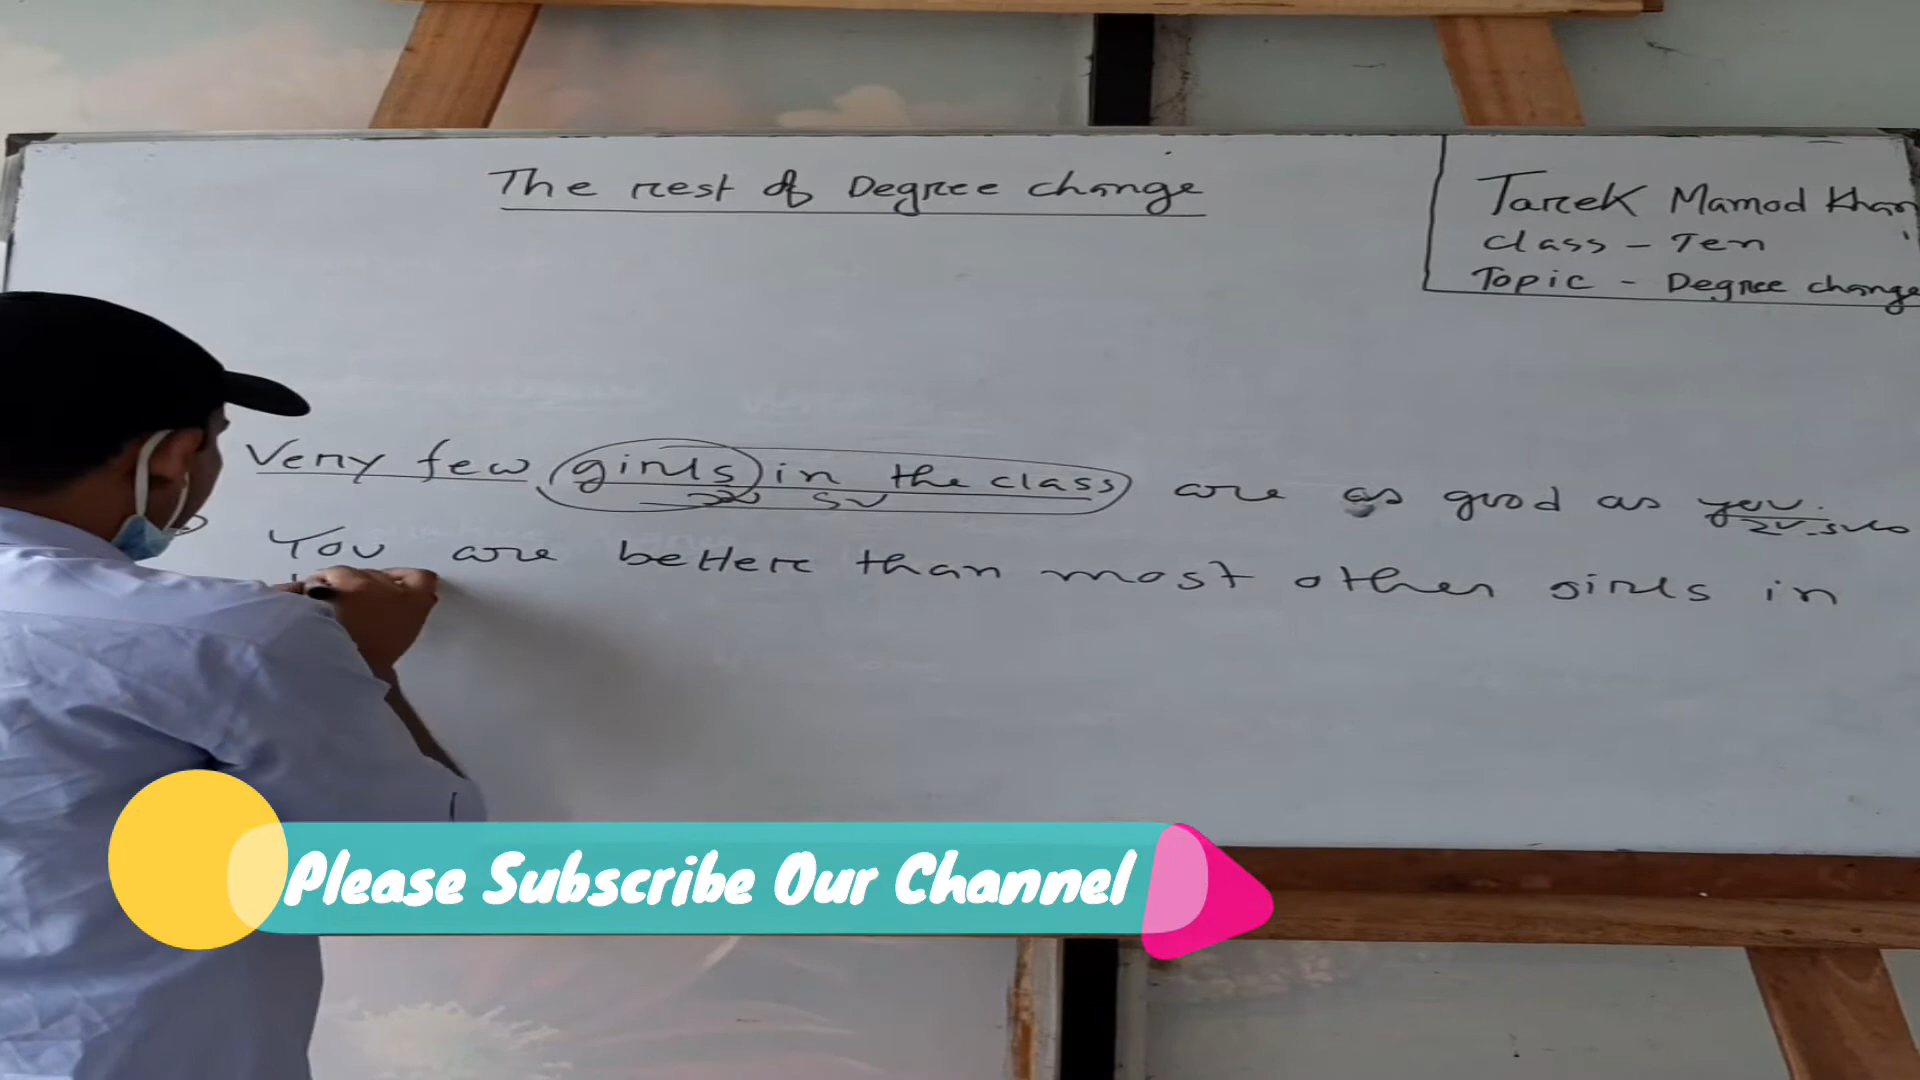 The rest of Degree change
Tarek Mamod Khan
Class - Ten
Topic - Degree change
Very few girls in the class are as good as you.
sv
You are better than most other girls in
Please Subscribe Our Channel